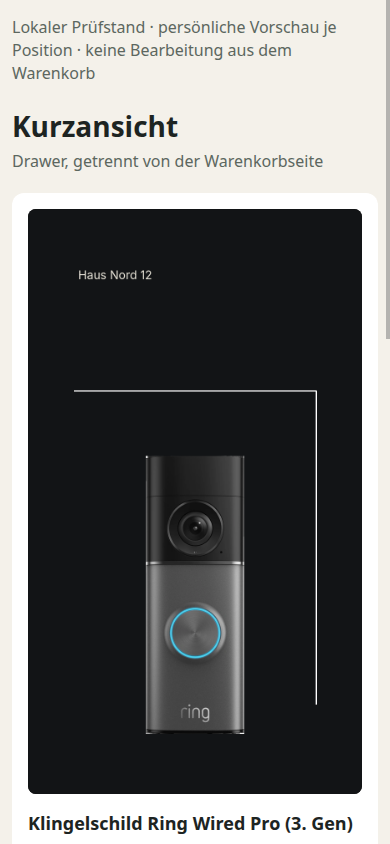 Lokaler Prüfstand · persönliche Vorschau je
Position · keine Bearbeitung aus dem
Warenkorb
Kurzansicht
Drawer, getrennt von der Warenkorbseite
Haus Nord 12
ring
Klingelschild Ring Wired Pro (3. Gen)